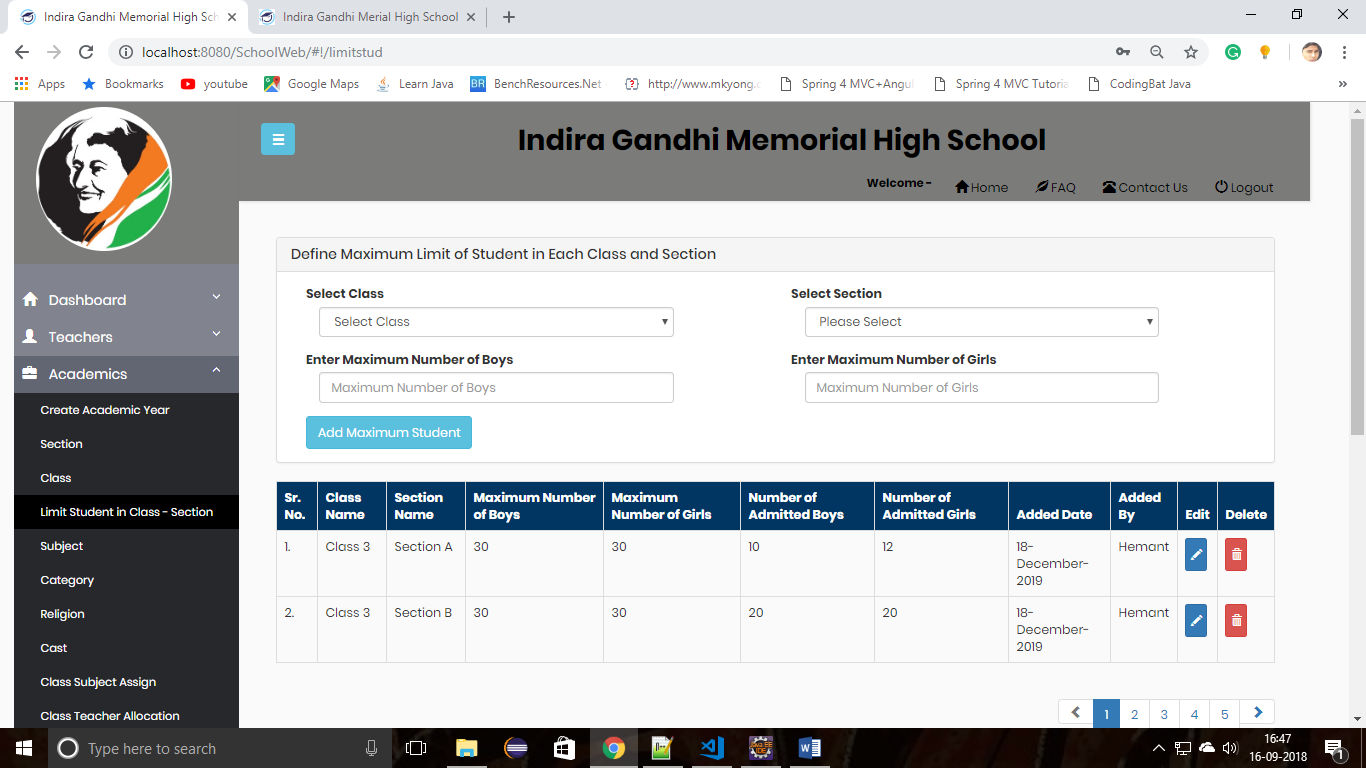 Indira Gandhi Memorial High Sch
Indira Gandhi Merial High School
localhost:8080/SchoolWeb/#!/limitstud
Apps
Bookmarks
youtube
Google Maps
Learn Java
BR
BenchResources.Net
http://www.mkyong.c
Spring 4 MVC+Angul
Spring 4 MVC Tutoria
CodingBat Java
»
Indira Gandhi Memorial High School
Welcome -
Home
FAQ
Contact Us
Logout
Dashboard
Teachers
Academics
Create Academic Year
Section
Class
Limit Student in Class - Section
Subject
Category
Religion
Cast
Class Subject Assign
Class Teacher Allocation
Define Maximum Limit of Student in Each Class and Section
Select Class
Select Section
Select Class
Please Select
Enter Maximum Number of Boys
Enter Maximum Number of Girls
Maximum Number of Boys
Maximum Number of Girls
Add Maximum Student
Sr. No. Class Name Section Name Maximum Number of Boys Maximum Number of Girls Number of Admitted Boys Number of Admitted Girls Added Date Added By Edit Delete
1. Class 3 Section A 30 30 10 12 18-December-2019 Hemant
2. Class 3 Section B 30 30 20 20 18-December-2019 Hemant
1 2 3 4 5
Type here to search
16:47
16-09-2018
1